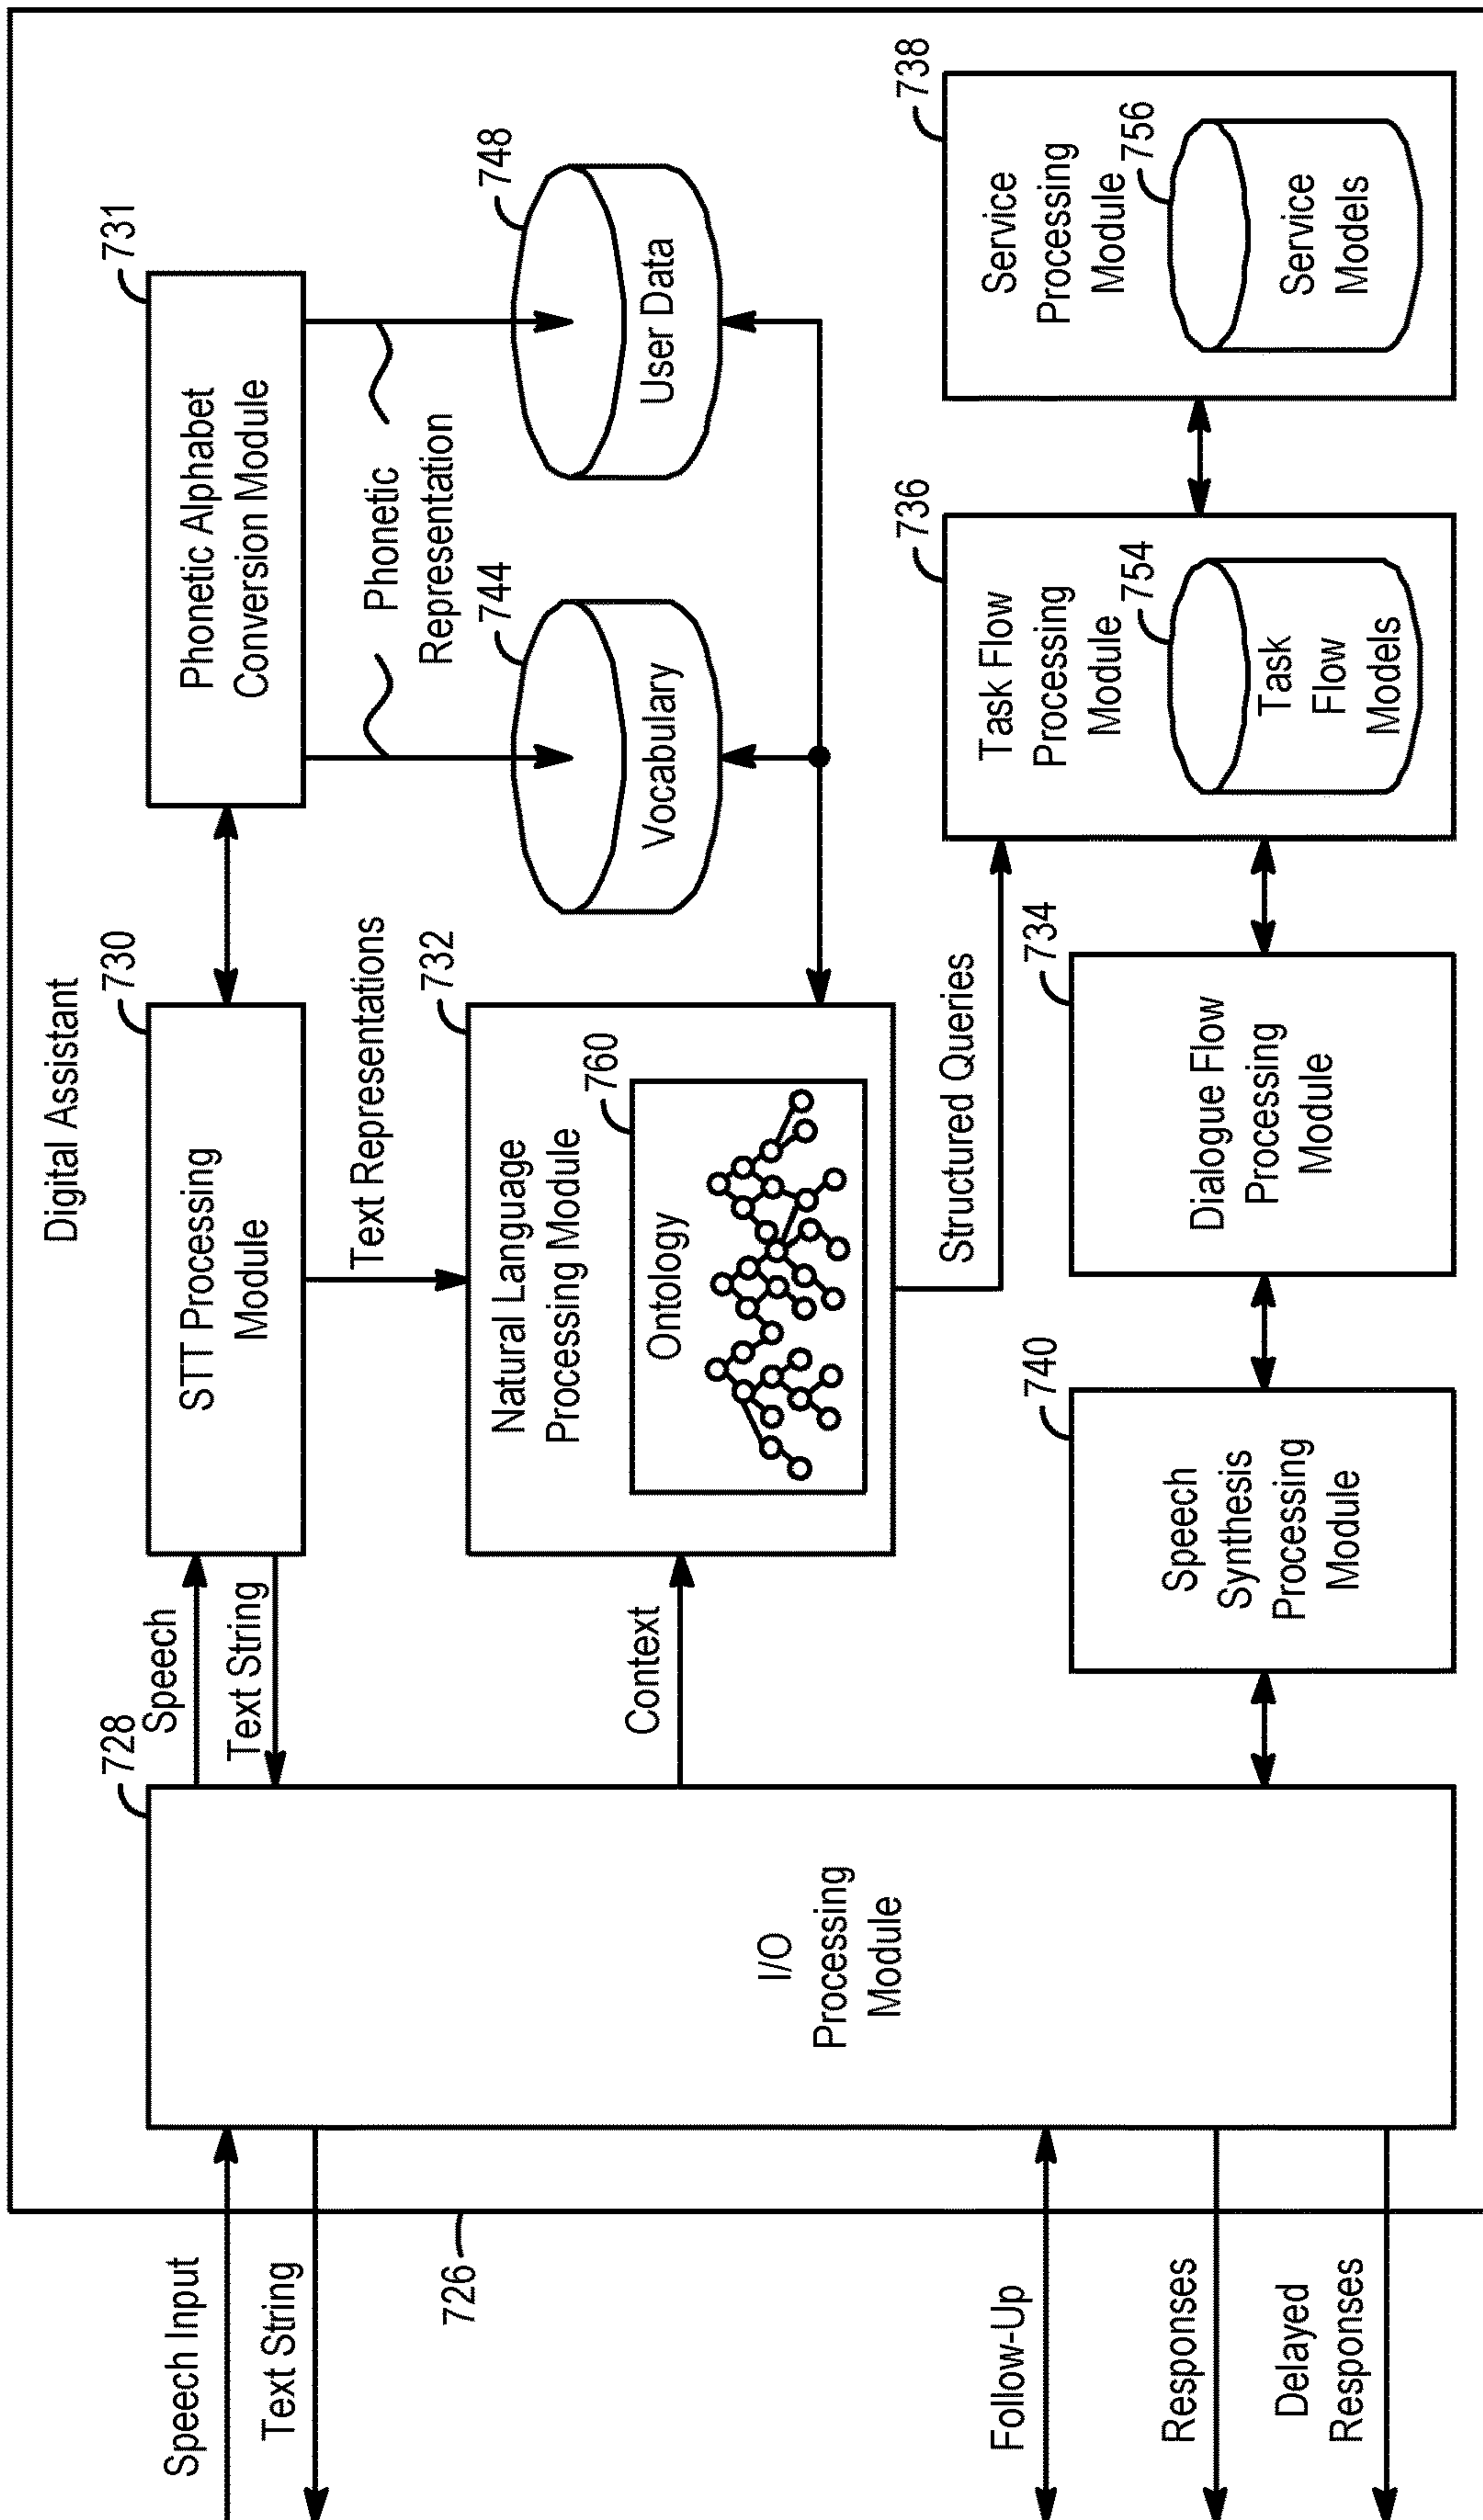 Digital Assistant
Speech Input
Text String
726
728
I/O
Processing
Module
Speech
Text String
730
STT Processing
Module
731
Phonetic Alphabet
Conversion Module
Text Representations
Phonetic
Representation
Context
732
Natural Language
Processing Module
760
Ontology
744
Vocabulary
748
User Data
Structured Queries
Follow-Up
Responses
Delayed
Responses
740
Speech
Synthesis
Processing
Module
734
Dialogue Flow
Processing
Module
736
Task Flow
Processing
Module
754
Task
Flow
Models
738
Service
Processing
Module
756
Service
Models